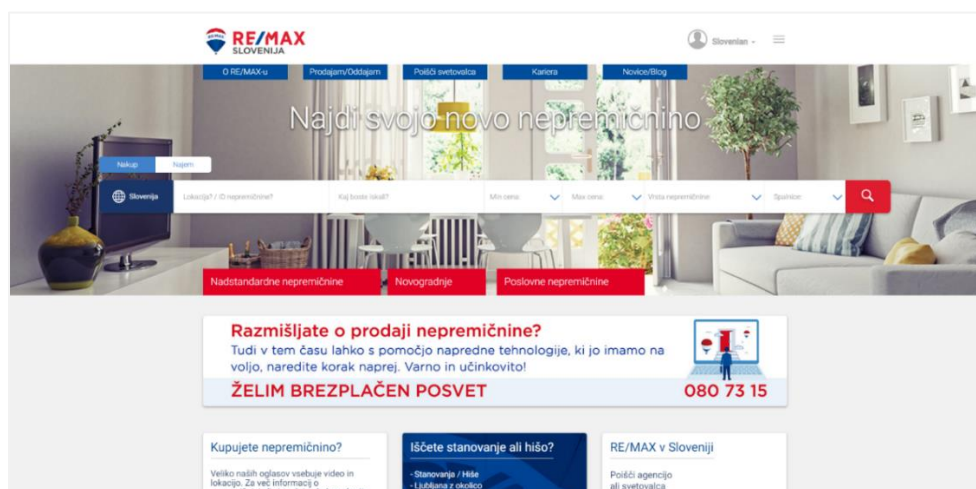 RE/MAX
SLOVENIJA
Slovenian
O RE/MAX-u
Prodajam/Oddajam
Poišči svetovalca
Kariera
Novice/Blog
Najdi svojo novo nepremičnino
Nakup
Najem
Slovenija
Lokacija? / ID nepremičnine?
Kaj boste iskali?
Min cena:
Max cena:
Vrsta nepremičnine:
Spalnice:
Nadstandardne nepremičnine
Novogradnje
Poslovne nepremičnine
Razmišljate o prodaji nepremičnine?
Tudi v tem času lahko s pomočjo napredne tehnologije, ki jo imamo na
voljo, naredite korak naprej. Varno in učinkovito!
ŽELIM BREZPLAČEN POSVET
080 73 15
Kupujete nepremičnino?
Veliko naših oglasov vsebuje video in
lokacijo. Za več informacij o
Iščete stanovanje ali hišo?
- Stanovanja / Hiše
- Ljubljana z okolico
RE/MAX v Sloveniji
Poišči agencijo
ali svetovalca